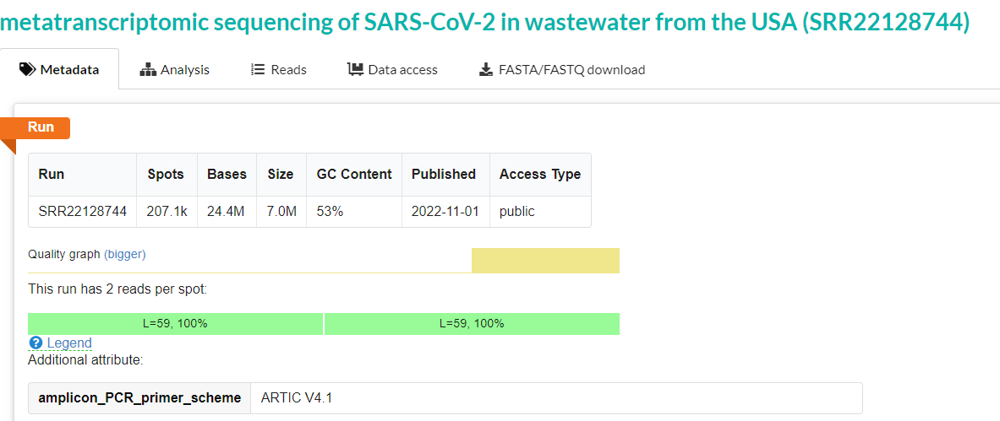 metatranscriptomic sequencing of SARS-CoV-2 in wastewater from the USA (SRR22128744)
Metadata Analysis Reads Data access FASTA/FASTQ download
Run
Run Spots Bases Size GC Content Published Access Type
SRR22128744 207.1k 24.4M 7.0M 53% 2022-11-01 public
Quality graph (bigger)
This run has 2 reads per spot:
L=59, 100% L=59, 100%
? Legend
Additional attribute:
amplicon_PCR_primer_scheme ARTIC V4.1